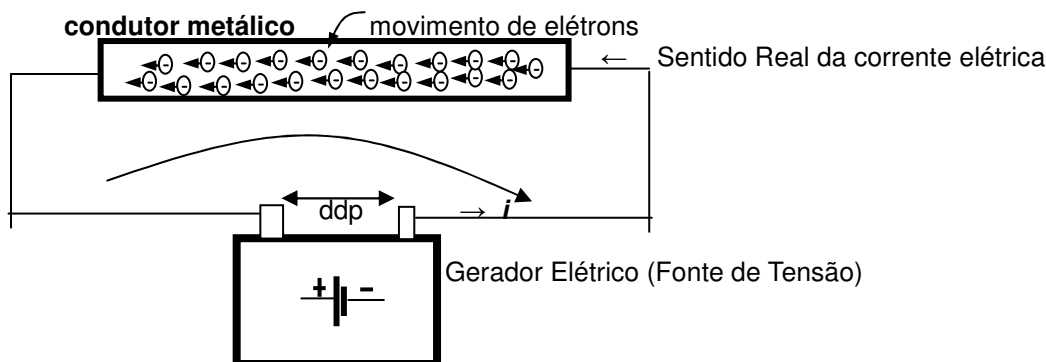 condutor metálico movimento de elétrons
← Sentido Real da corrente elétrica
ddp → i
Gerador Elétrico (Fonte de Tensão)
+ -